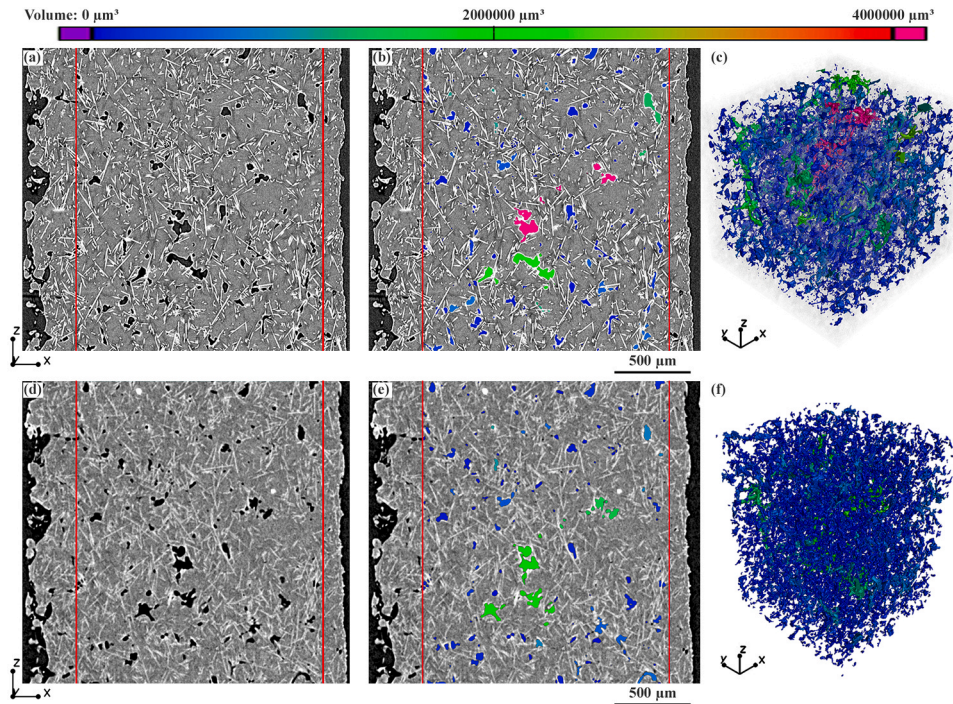 Volume: 0 µm³ 2000000 µm³ 4000000 µm³
(a) (b) (c)
z
y x
y z x
500 µm
(d) (e) (f)
z
y x
y z x
500 µm